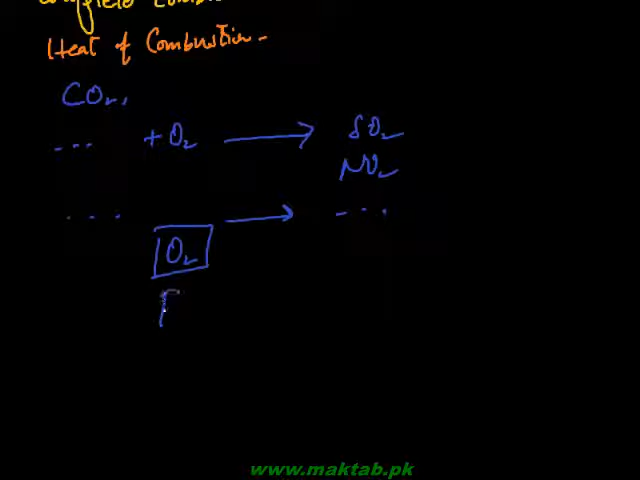 Heat of Combustion -
CO₂,
... + O₂ → SO₂
NO₂
... → ...
O₂
www.maktab.pk